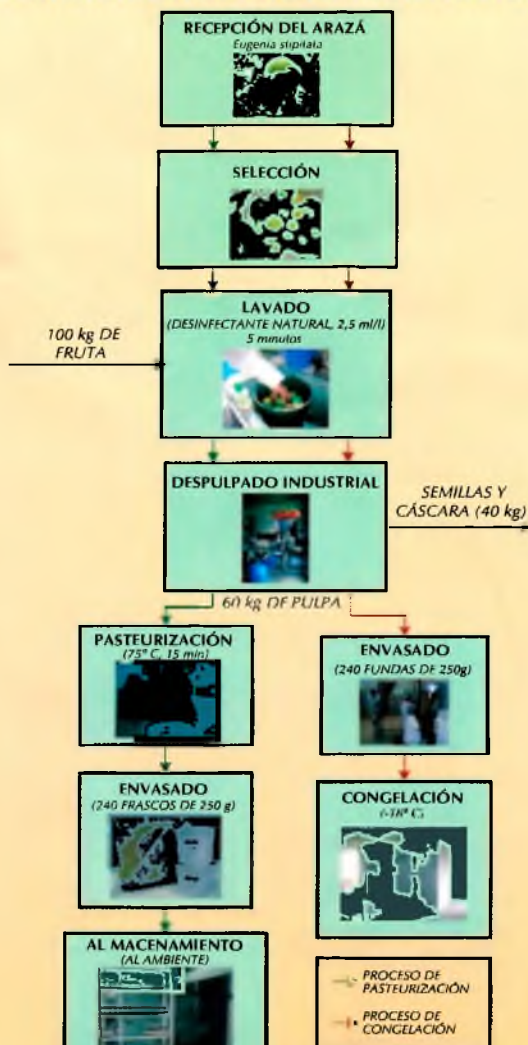 RECEPCIÓN DEL ARAZÁ
Eugenia stipitata
SELECCIÓN
LAVADO
(DESINFECTANTE NATURAL, 2,5 ml/l)
5 minutos
100 kg DE
FRUTA
DESPULPADO INDUSTRIAL
SEMILLAS Y
CÁSCARA (40 kg)
60 kg DE PULPA
PASTEURIZACIÓN
(75° C, 15 min)
ENVASADO
(240 FUNDAS DE 250g)
ENVASADO
(240 FRASCOS DE 250 g)
CONGELACIÓN
(-18° C)
AL MACENAMIENTO
(AL AMBIENTE)
PROCESO DE
PASTEURIZACIÓN
PROCESO DE
CONGELACIÓN